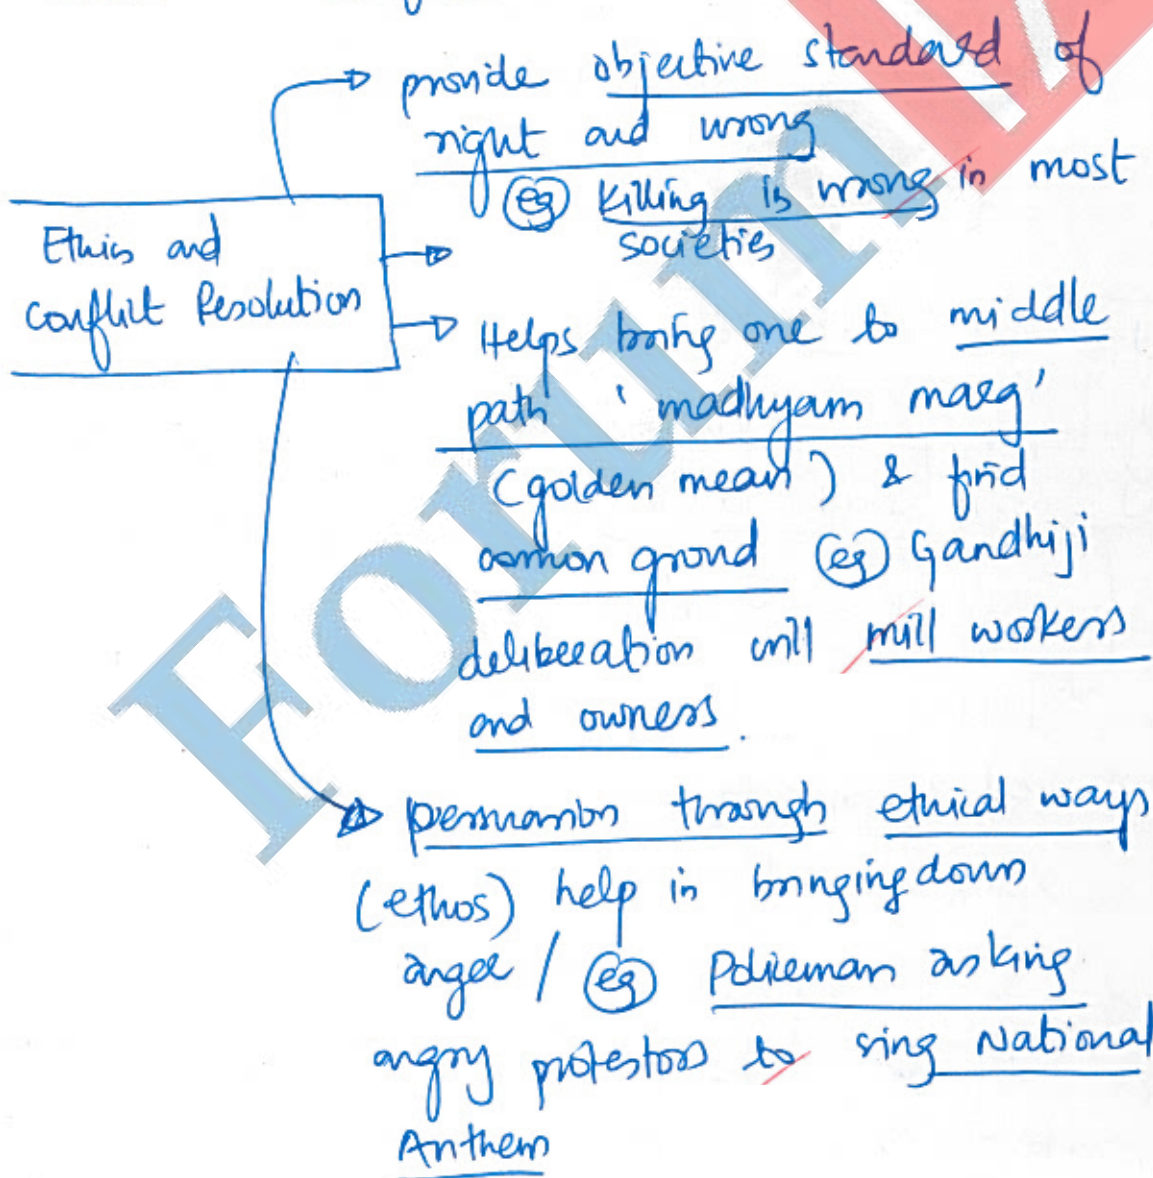 provide objective standard of
right and wrong
eg Killing is wrong in most
societies
Ethics and
Conflict Resolution
Helps bring one to middle
path 'madhyam marg'
(golden mean) & find
common ground eg Gandhiji
deliberation will mill workers
and owners.
persuasion through ethical ways
(ethos) help in bringing down
anger / eg Policeman asking
angry protestors to sing National
Anthem
Forum